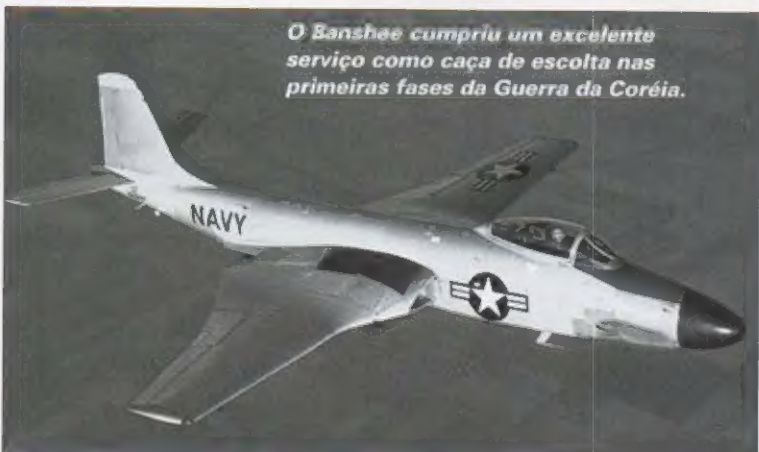 O Banshee cumpriu um excelente
serviço como caça de escolta nas
primeiras fases da Guerra da Coréia.
NAVY